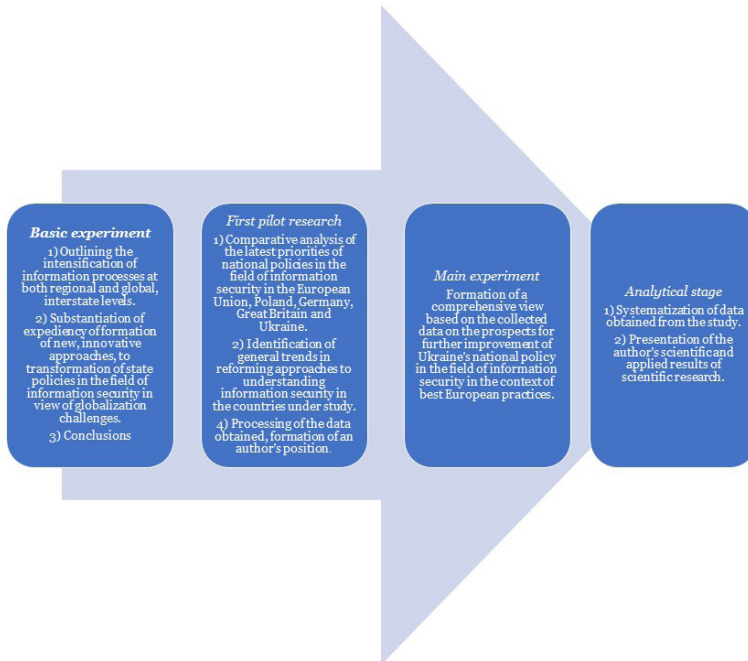 Basic experiment
1) Outlining the
intensification of
information processes at
both regional and global,
interstate levels.
2) Substantiation of
expediency of formation of
new, innovative
approaches, to
transformation of state
policies in the field of
information security in
view of globalization
challenges.
3) Conclusions
First pilot research
1) Comparative analysis of
the latest priorities of
national policies in the
field of information
security in the European
Union, Poland, Germany,
Great Britain and
Ukraine.
2) Identification of
general trends in
reforming approaches to
understanding
information security in
the countries under study.
4) Processing of the data
obtained, formation of an
author's position.
Main experiment
Formation of a
comprehensive view
based on the collected
data on the prospects for
further improvement of
Ukraine's national policy
in the field of information
security in the context of
best European practices.
Analytical stage
1) Systematization of data
obtained from the study.
2) Presentation of the
author's scientific and
applied results of
scientific research.